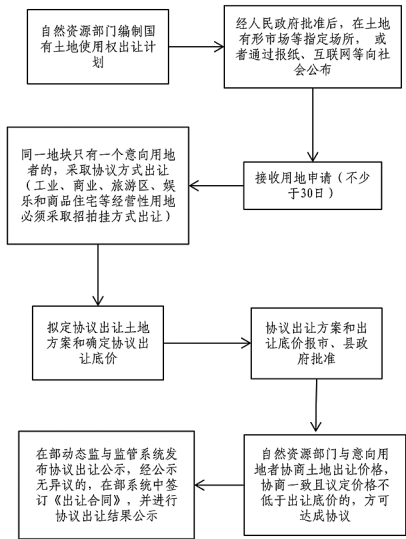 自然资源部门编制国
有土地使用权出让计
划
经人民政府批准后，在土地
有形市场等指定场所， 或
者通过报纸、互联网等向社
会公布
同一地块只有一个意向用地
者的，采取协议方式出让
（工业、商业、旅游区、娱
乐和商品住宅等经营性用地
必须采取招拍挂方式出让）
接收用地申请（不少
于30日）
拟定协议出让土地
方案和确定协议出
让底价
协议出让方案和出
让底价报市、县政
府批准
在部动态监与监管系统发
布协议出让公示，经公示
无异议的，在部系统中签
订《出让合同》，并进行
协议出让结果公示
自然资源部门与意向用
地者协商土地出让价格，
协商一致且议定价格不
低于出让底价的，方可
达成协议